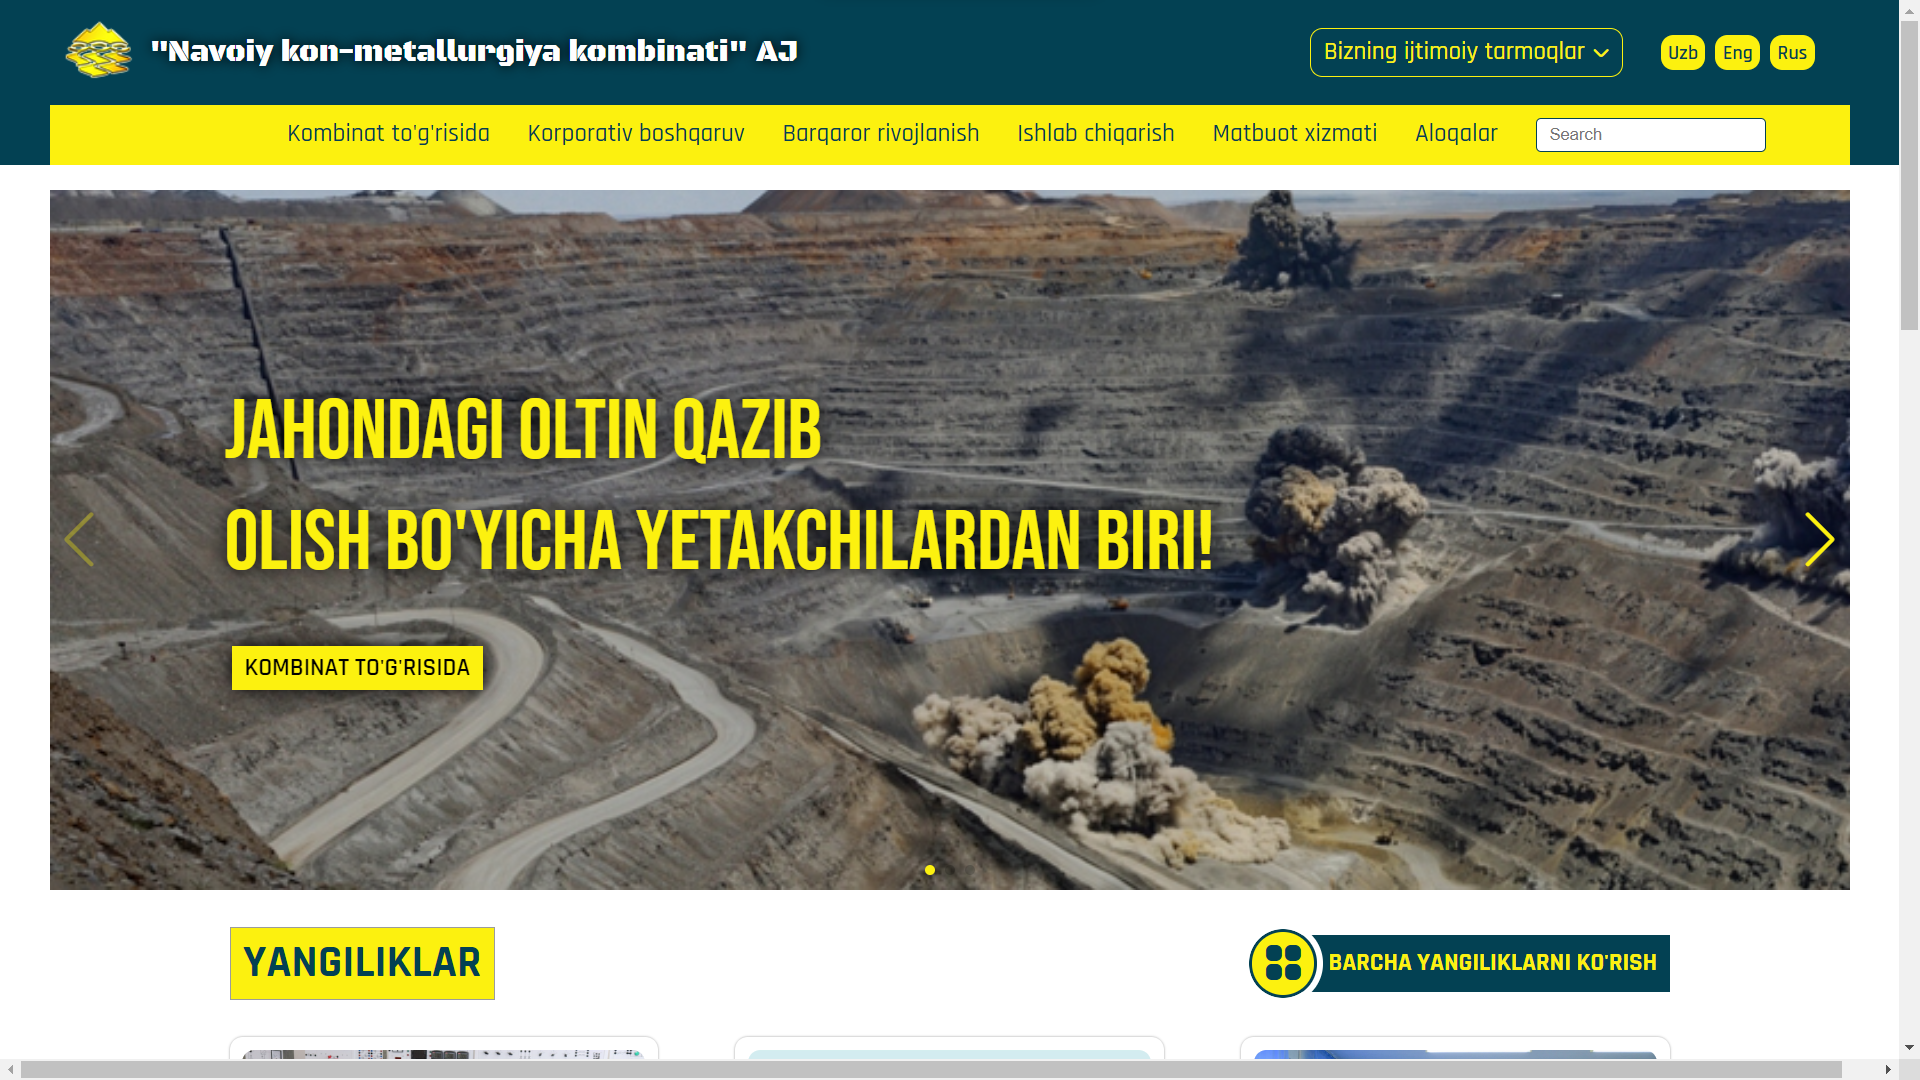 "Navoiy kon-metallurgiya kombinati" AJ
Bizning ijtimoiy tarmoqlar
Uzb Eng Rus
Kombinat to'g'risida Korporativ boshqaruv Barqaror rivojlanish Ishlab chiqarish Matbuot xizmati Aloqalar Search
JAHONDAGI OLTIN QAZIB
OLISH BO'YICHA YETAKCHILARDAN BIRI!
KOMBINAT TO'G'RISIDA
YANGILIKLAR
BARCHA YANGILIKLARNI KO'RISH